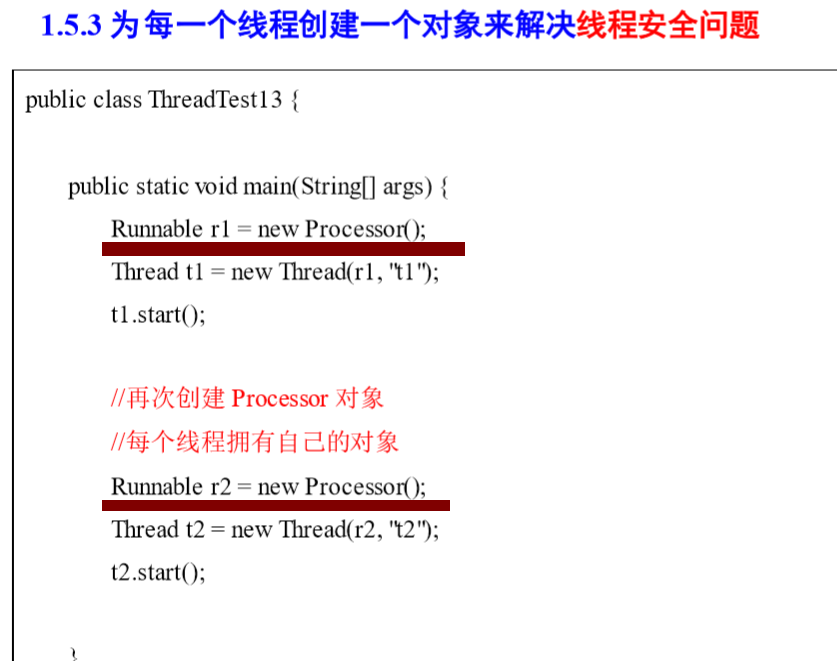 1.5.3 为每一个线程创建一个对象来解决线程安全问题
public class ThreadTest13 {
public static void main(String[] args) {
Runnable r1 = new Processor();
Thread t1 = new Thread(r1, "t1");
t1.start();
//再次创建 Processor 对象
//每个线程拥有自己的对象
Runnable r2 = new Processor();
Thread t2 = new Thread(r2, "t2");
t2.start();
}